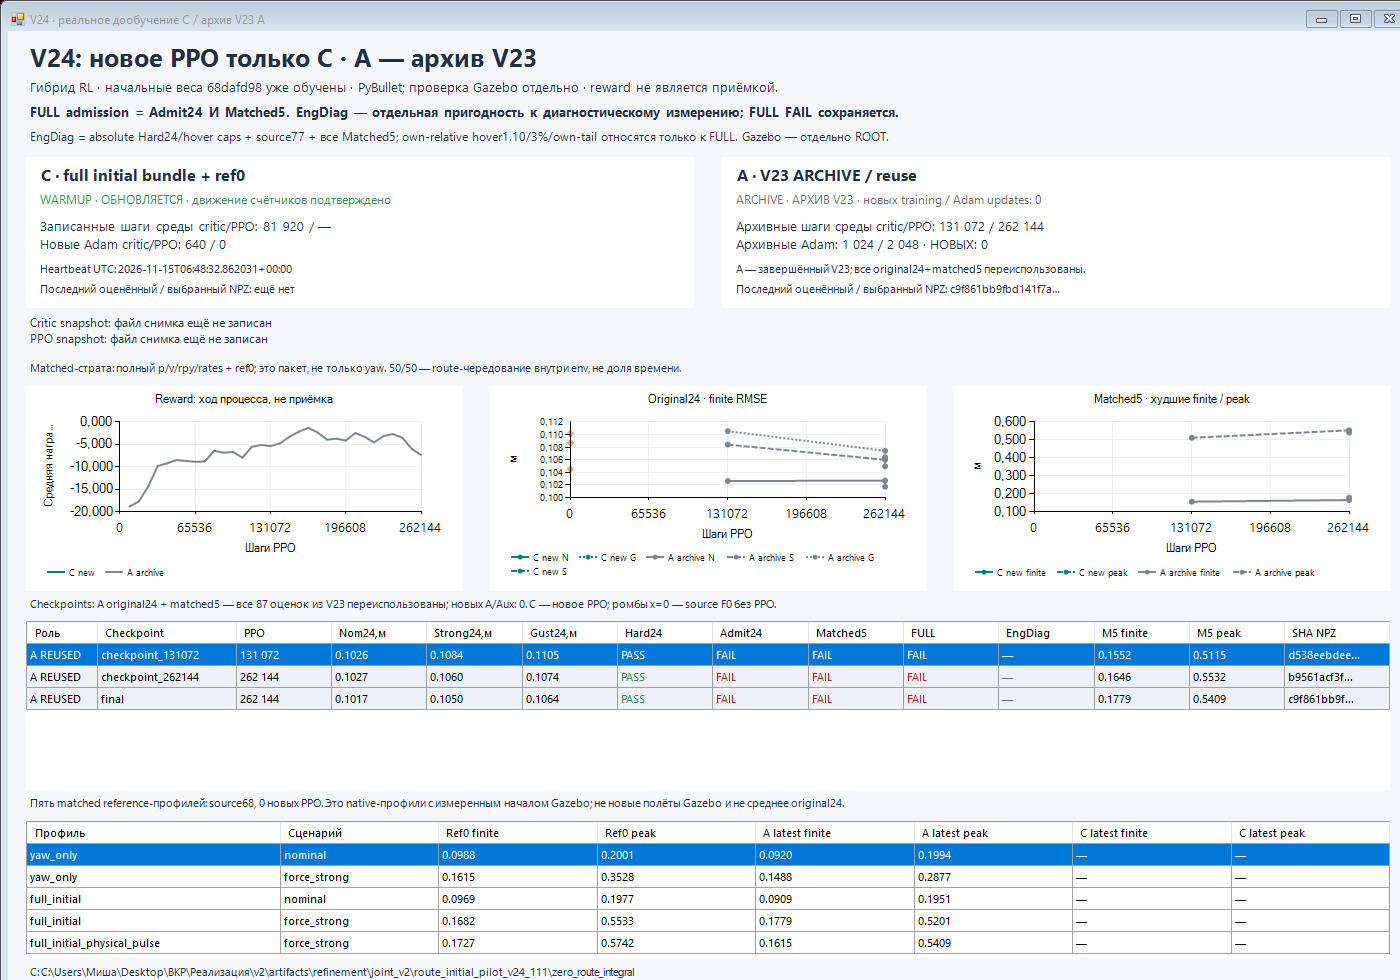 V24 · реальное дообучение C / архив V23 A
V24: новое PPO только C · A — архив V23
Гибрид RL · начальные веса 68dafd98 уже обучены · PyBullet; проверка Gazebo отдельно · reward не является приёмкой.
FULL admission = Admit24 И Matched5. EngDiag — отдельная пригодность к диагностическому измерению; FULL FAIL сохраняется.
EngDiag = absolute Hard24/hover caps + source77 + все Matched5; own-relative hover1.10/3%/own-tail относятся только к FULL. Gazebo — отдельно ROOT.
C · full initial bundle + ref0
WARMUP · ОБНОВЛЯЕТСЯ · движение счётчиков подтверждено
Записанные шаги среды critic/PPO: 81 920 / —
Новые Adam critic/PPO: 640 / 0
Heartbeat UTC: 2026-11-15T06:48:32.862031+00:00
Последний оценённый / выбранный NPZ: ещё нет
A · V23 ARCHIVE / reuse
ARCHIVE · АРХИВ V23 · новых training / Adam updates: 0
Архивные шаги среды critic/PPO: 131 072 / 262 144
Архивные Adam: 1 024 / 2 048 · НОВЫХ: 0
A — завершённый V23; все original24+matched5 переиспользованы.
Последний оценённый / выбранный NPZ: c9f861bb9fbd141f7a...
Critic snapshot: файл снимка ещё не записан
PPO snapshot: файл снимка ещё не записан
Matched-страта: полный p/v/rpy/rates + ref0; это пакет, не только yaw. 50/50 — route-чередование внутри env, не доля времени.
Reward: ход процесса, не приёмка
Средняя награ...
0,000
-5,000
-10,000
-15,000
-20,000
0 65536 131072 196608 262144
Шаги PPO
C new A archive
Original24 · finite RMSE
м
0,112
0,110
0,108
0,106
0,104
0,102
0,100
0 65536 131072 196608 262144
Шаги PPO
C new N C new G A archive N A archive S A archive G
C new S
Matched5 · худшие finite / peak
м
0,600
0,500
0,400
0,300
0,200
0,100
0 65536 131072 196608 262144
Шаги PPO
C new finite C new peak A archive finite A archive peak
Checkpoints: A original24 + matched5 — все 87 оценок из V23 переиспользованы; новых A/Aux: 0. C — новое PPO; ромбы x=0 — source F0 без PPO.
Роль Checkpoint PPO Nom24,м Strong24,м Gust24,м Hard24 Admit24 Matched5 FULL EngDiag M5 finite M5 peak SHA NPZ
A REUSED checkpoint_131072 131 072 0.1026 0.1084 0.1105 PASS FAIL FAIL FAIL — 0.1552 0.5115 d538eebdee...
A REUSED checkpoint_262144 262 144 0.1027 0.1060 0.1074 PASS FAIL FAIL FAIL — 0.1646 0.5532 b9561acf3f...
A REUSED final 262 144 0.1017 0.1050 0.1064 PASS FAIL FAIL FAIL — 0.1779 0.5409 c9f861bb9f...
Пять matched reference-профилей: source68, 0 новых PPO. Это native-профили с измеренным началом Gazebo; не новые полёты Gazebo и не среднее original24.
Профиль Сценарий Ref0 finite Ref0 peak A latest finite A latest peak C latest finite C latest peak
yaw_only nominal 0.0988 0.2001 0.0920 0.1994 — —
yaw_only force_strong 0.1615 0.3528 0.1488 0.2877 — —
full_initial nominal 0.0969 0.1977 0.0909 0.1951 — —
full_initial force_strong 0.1682 0.5533 0.1779 0.5201 — —
full_initial_physical_pulse force_strong 0.1727 0.5742 0.1615 0.5409 — —
C: C:\Users\Миша\Desktop\ВКР\Реализация\v2\artifacts\refinement\joint_v2\route_initial_pilot_v24_111\zero_route_integral